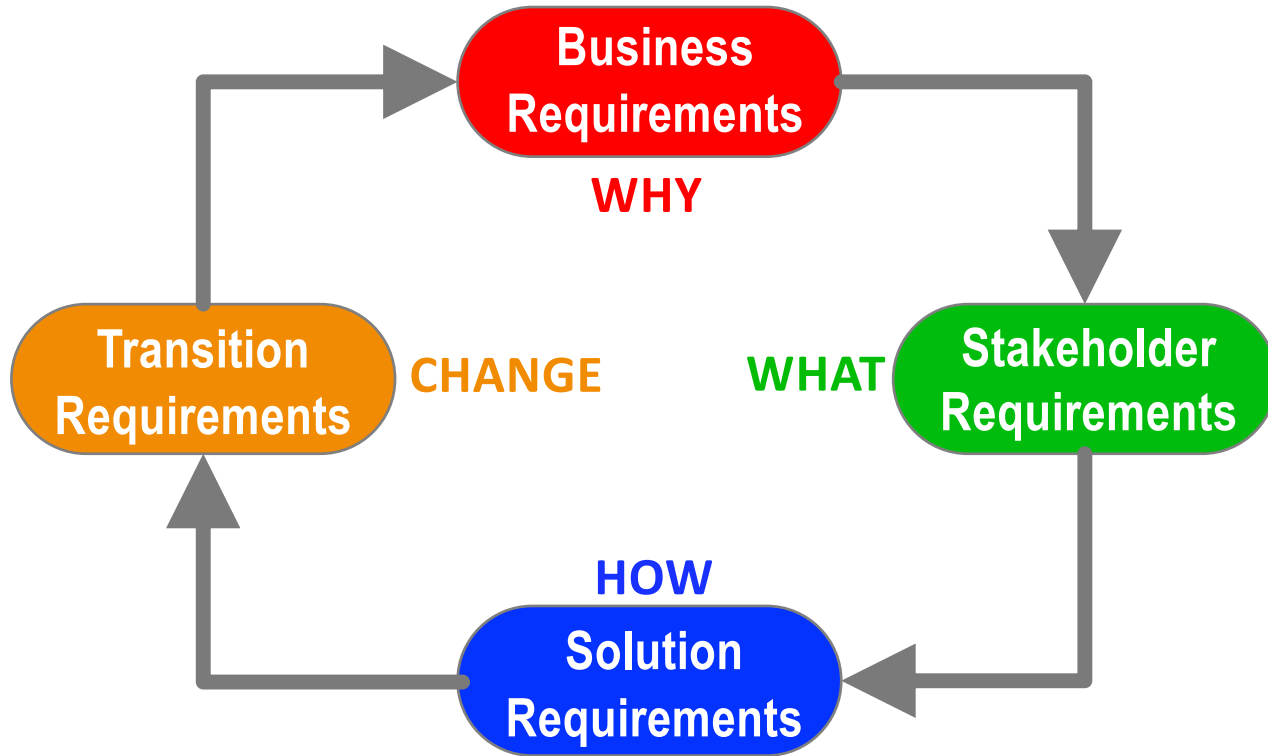 Business
Requirements
WHY
Transition
Requirements
CHANGE
WHAT
Stakeholder
Requirements
HOW
Solution
Requirements